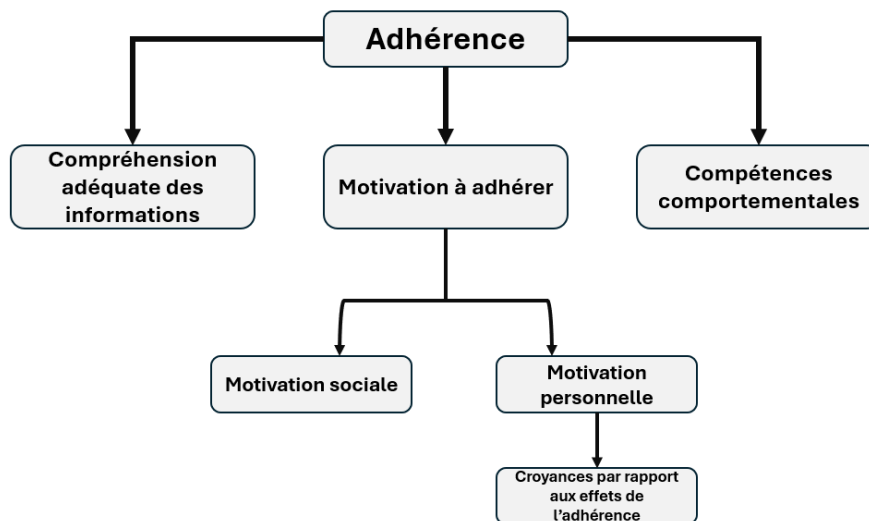 Adhérence
Compréhension
adéquate des
informations
Motivation à adhérer
Compétences
comportementales
Motivation sociale
Motivation
personnelle
Croyances par rapport
aux effets de
l’adhérence